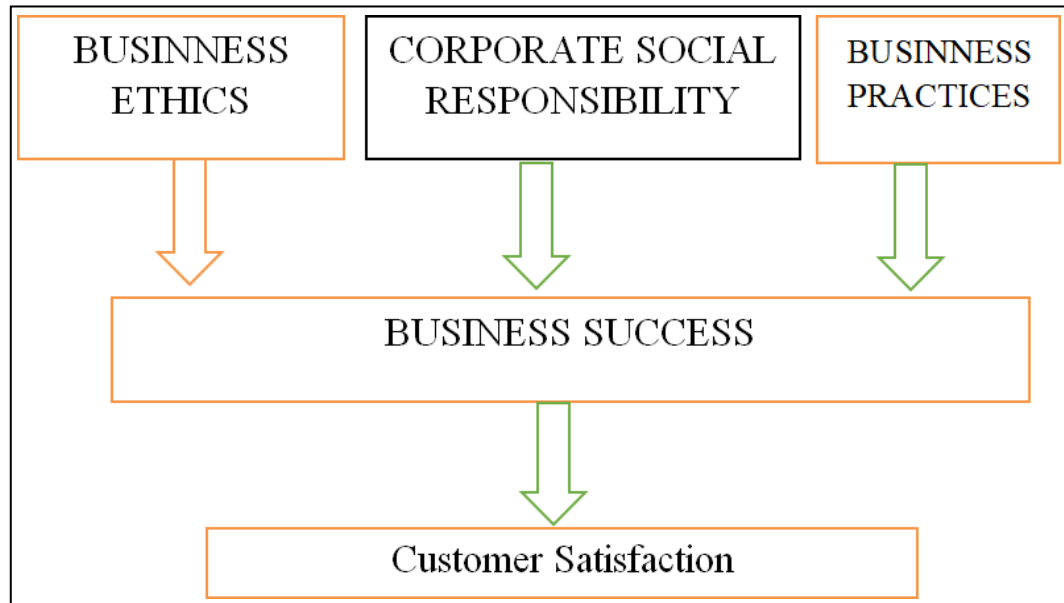 BUSINNESS
ETHICS
CORPORATE SOCIAL
RESPONSIBILITY
BUSINNESS
PRACTICES
BUSINESS SUCCESS
Customer Satisfaction